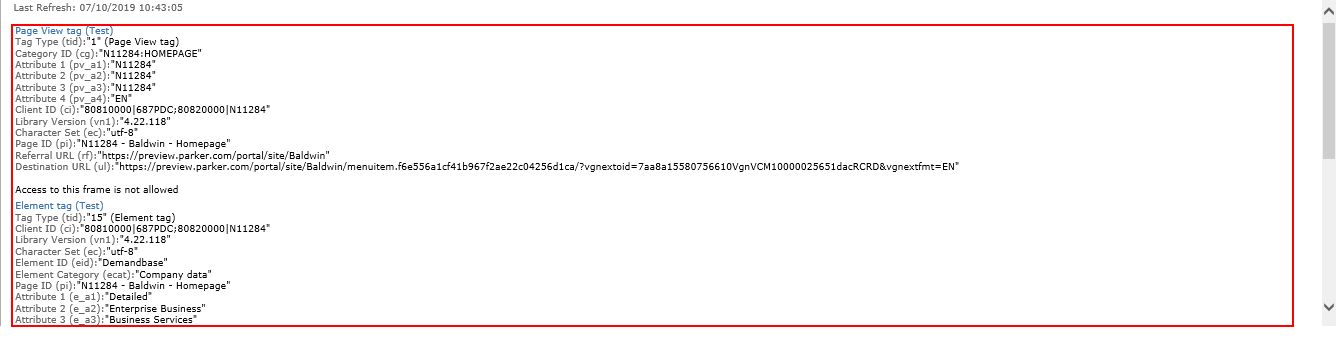 Last Refresh: 07/10/2019 10:43:05
Page View tag (Test)
Tag Type (tid):"1" (Page View tag)
Category ID (cg):"N11284:HOMEPAGE"
Attribute 1 (pv_a1):"N11284"
Attribute 2 (pv_a2):"N11284"
Attribute 3 (pv_a3):"N11284"
Attribute 4 (pv_a4):"EN"
Client ID (ci):"80810000|687PDC;80820000|N11284"
Library Version (vn1):"4.22.118"
Character Set (ec):"utf-8"
Page ID (pi):"N11284 - Baldwin - Homepage"
Referral URL (rf):"https://preview.parker.com/portal/site/Baldwin"
Destination URL (ul):"https://preview.parker.com/portal/site/Baldwin/menuitem.f6e556a1cf41b967f2ae22c04256d1ca/?vgnextoid=7aa8a15580756610VgnVCM10000025651dacRCRD&vgnextfmt=EN"
Access to this frame is not allowed
Element tag (Test)
Tag Type (tid):"15" (Element tag)
Client ID (ci):"80810000|687PDC;80820000|N11284"
Library Version (vn1):"4.22.118"
Character Set (ec):"utf-8"
Element ID (eid):"Demandbase"
Element Category (ecat):"Company data"
Page ID (pi):"N11284 - Baldwin - Homepage"
Attribute 1 (e_a1):"Detailed"
Attribute 2 (e_a2):"Enterprise Business"
Attribute 3 (e_a3):"Business Services"